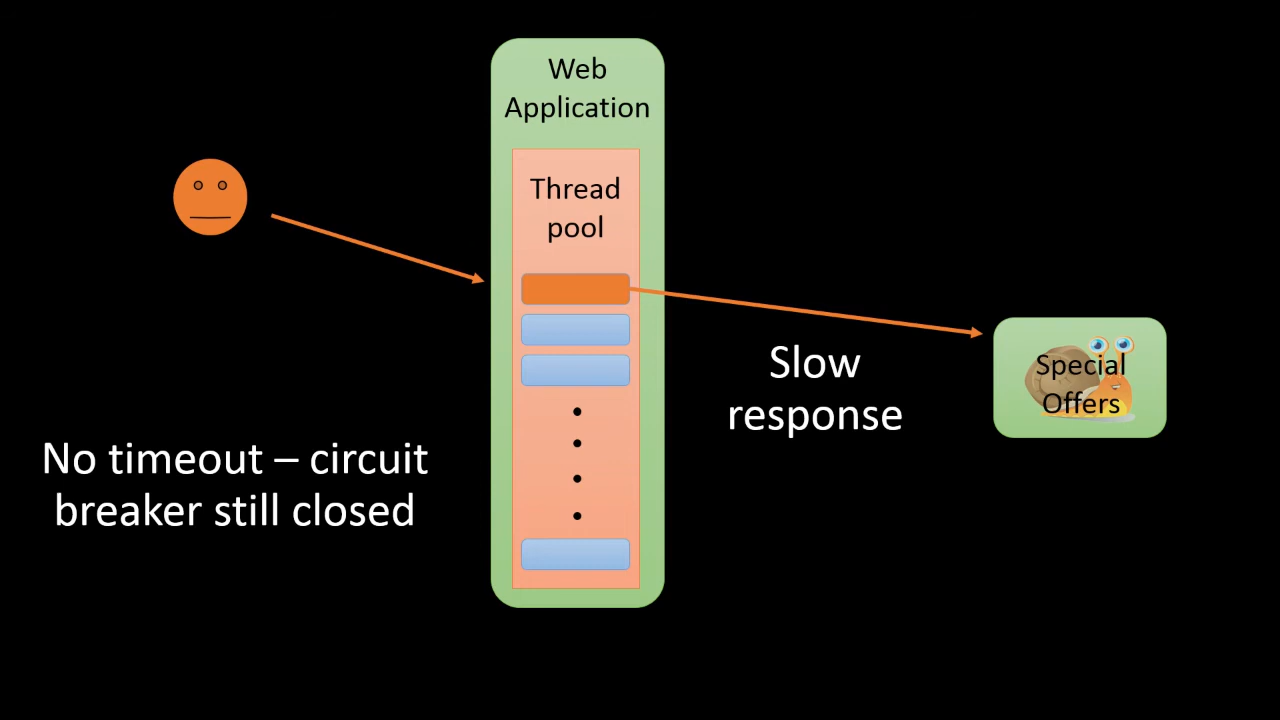 Web
Application
Thread
pool
Slow
response
Special
Offers
No timeout – circuit
breaker still closed